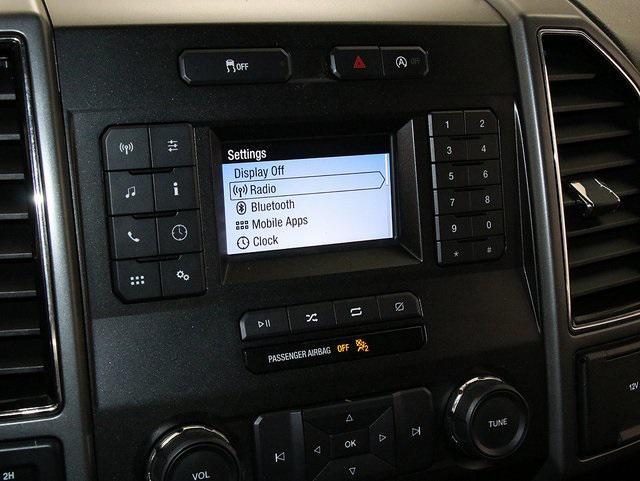 OFF
A OFF
Settings
Display Off
Radio
Bluetooth
Mobile Apps
Clock
i
1 2
3 4
5 6
7 8
9 0
* #
PASSENGER AIRBAG OFF 2
OK
VOL
TUNE
12V
2H